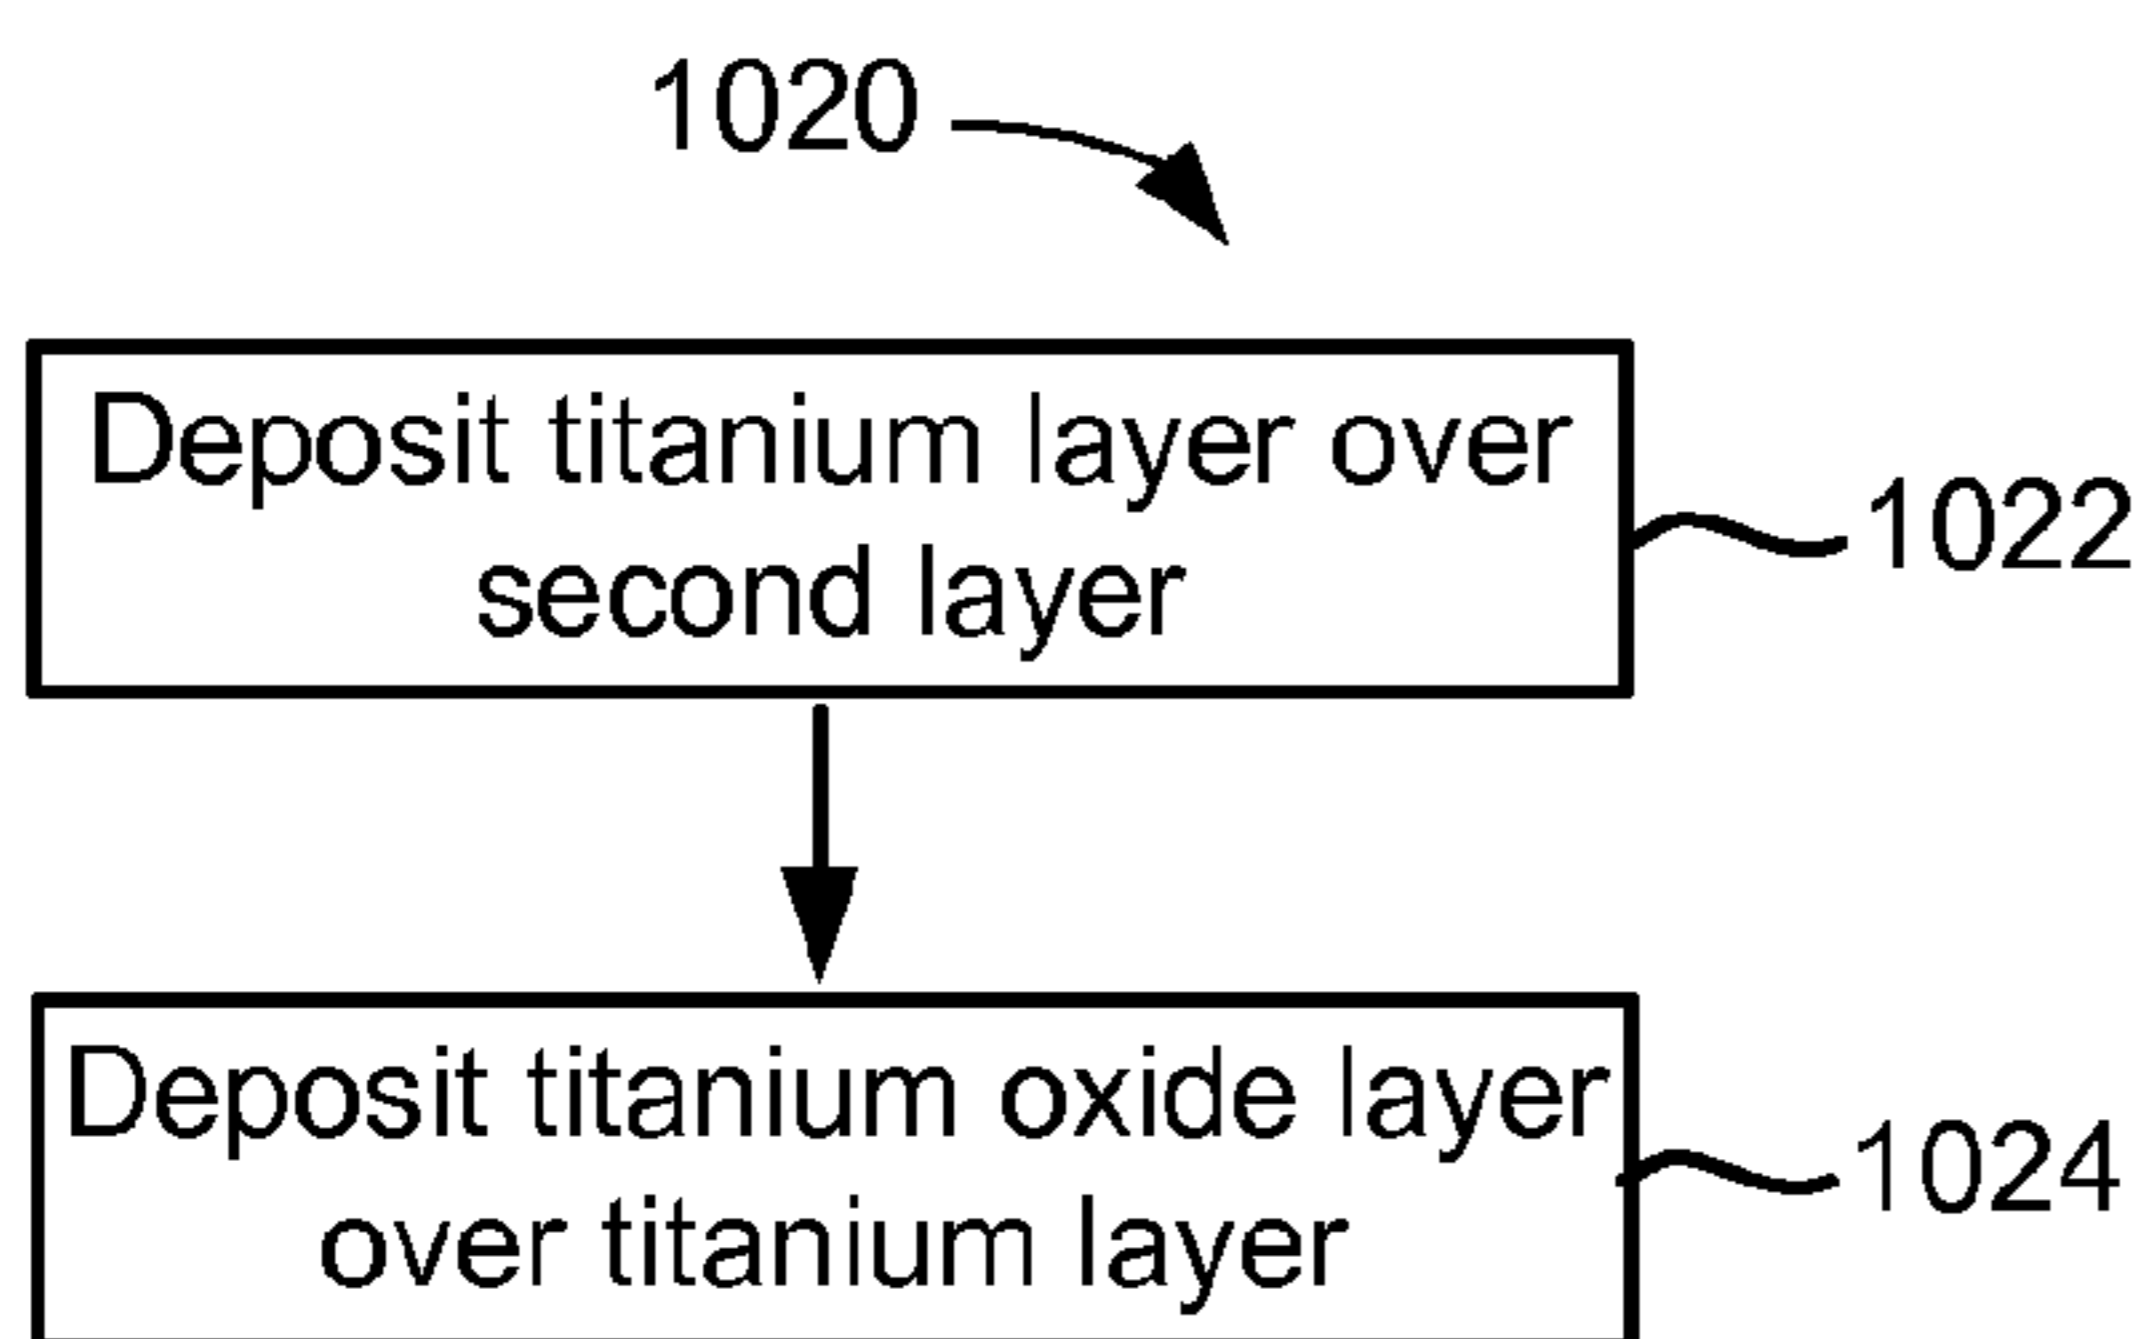 1020
Deposit titanium layer over
second layer
1022
Deposit titanium oxide layer
over titanium layer
1024